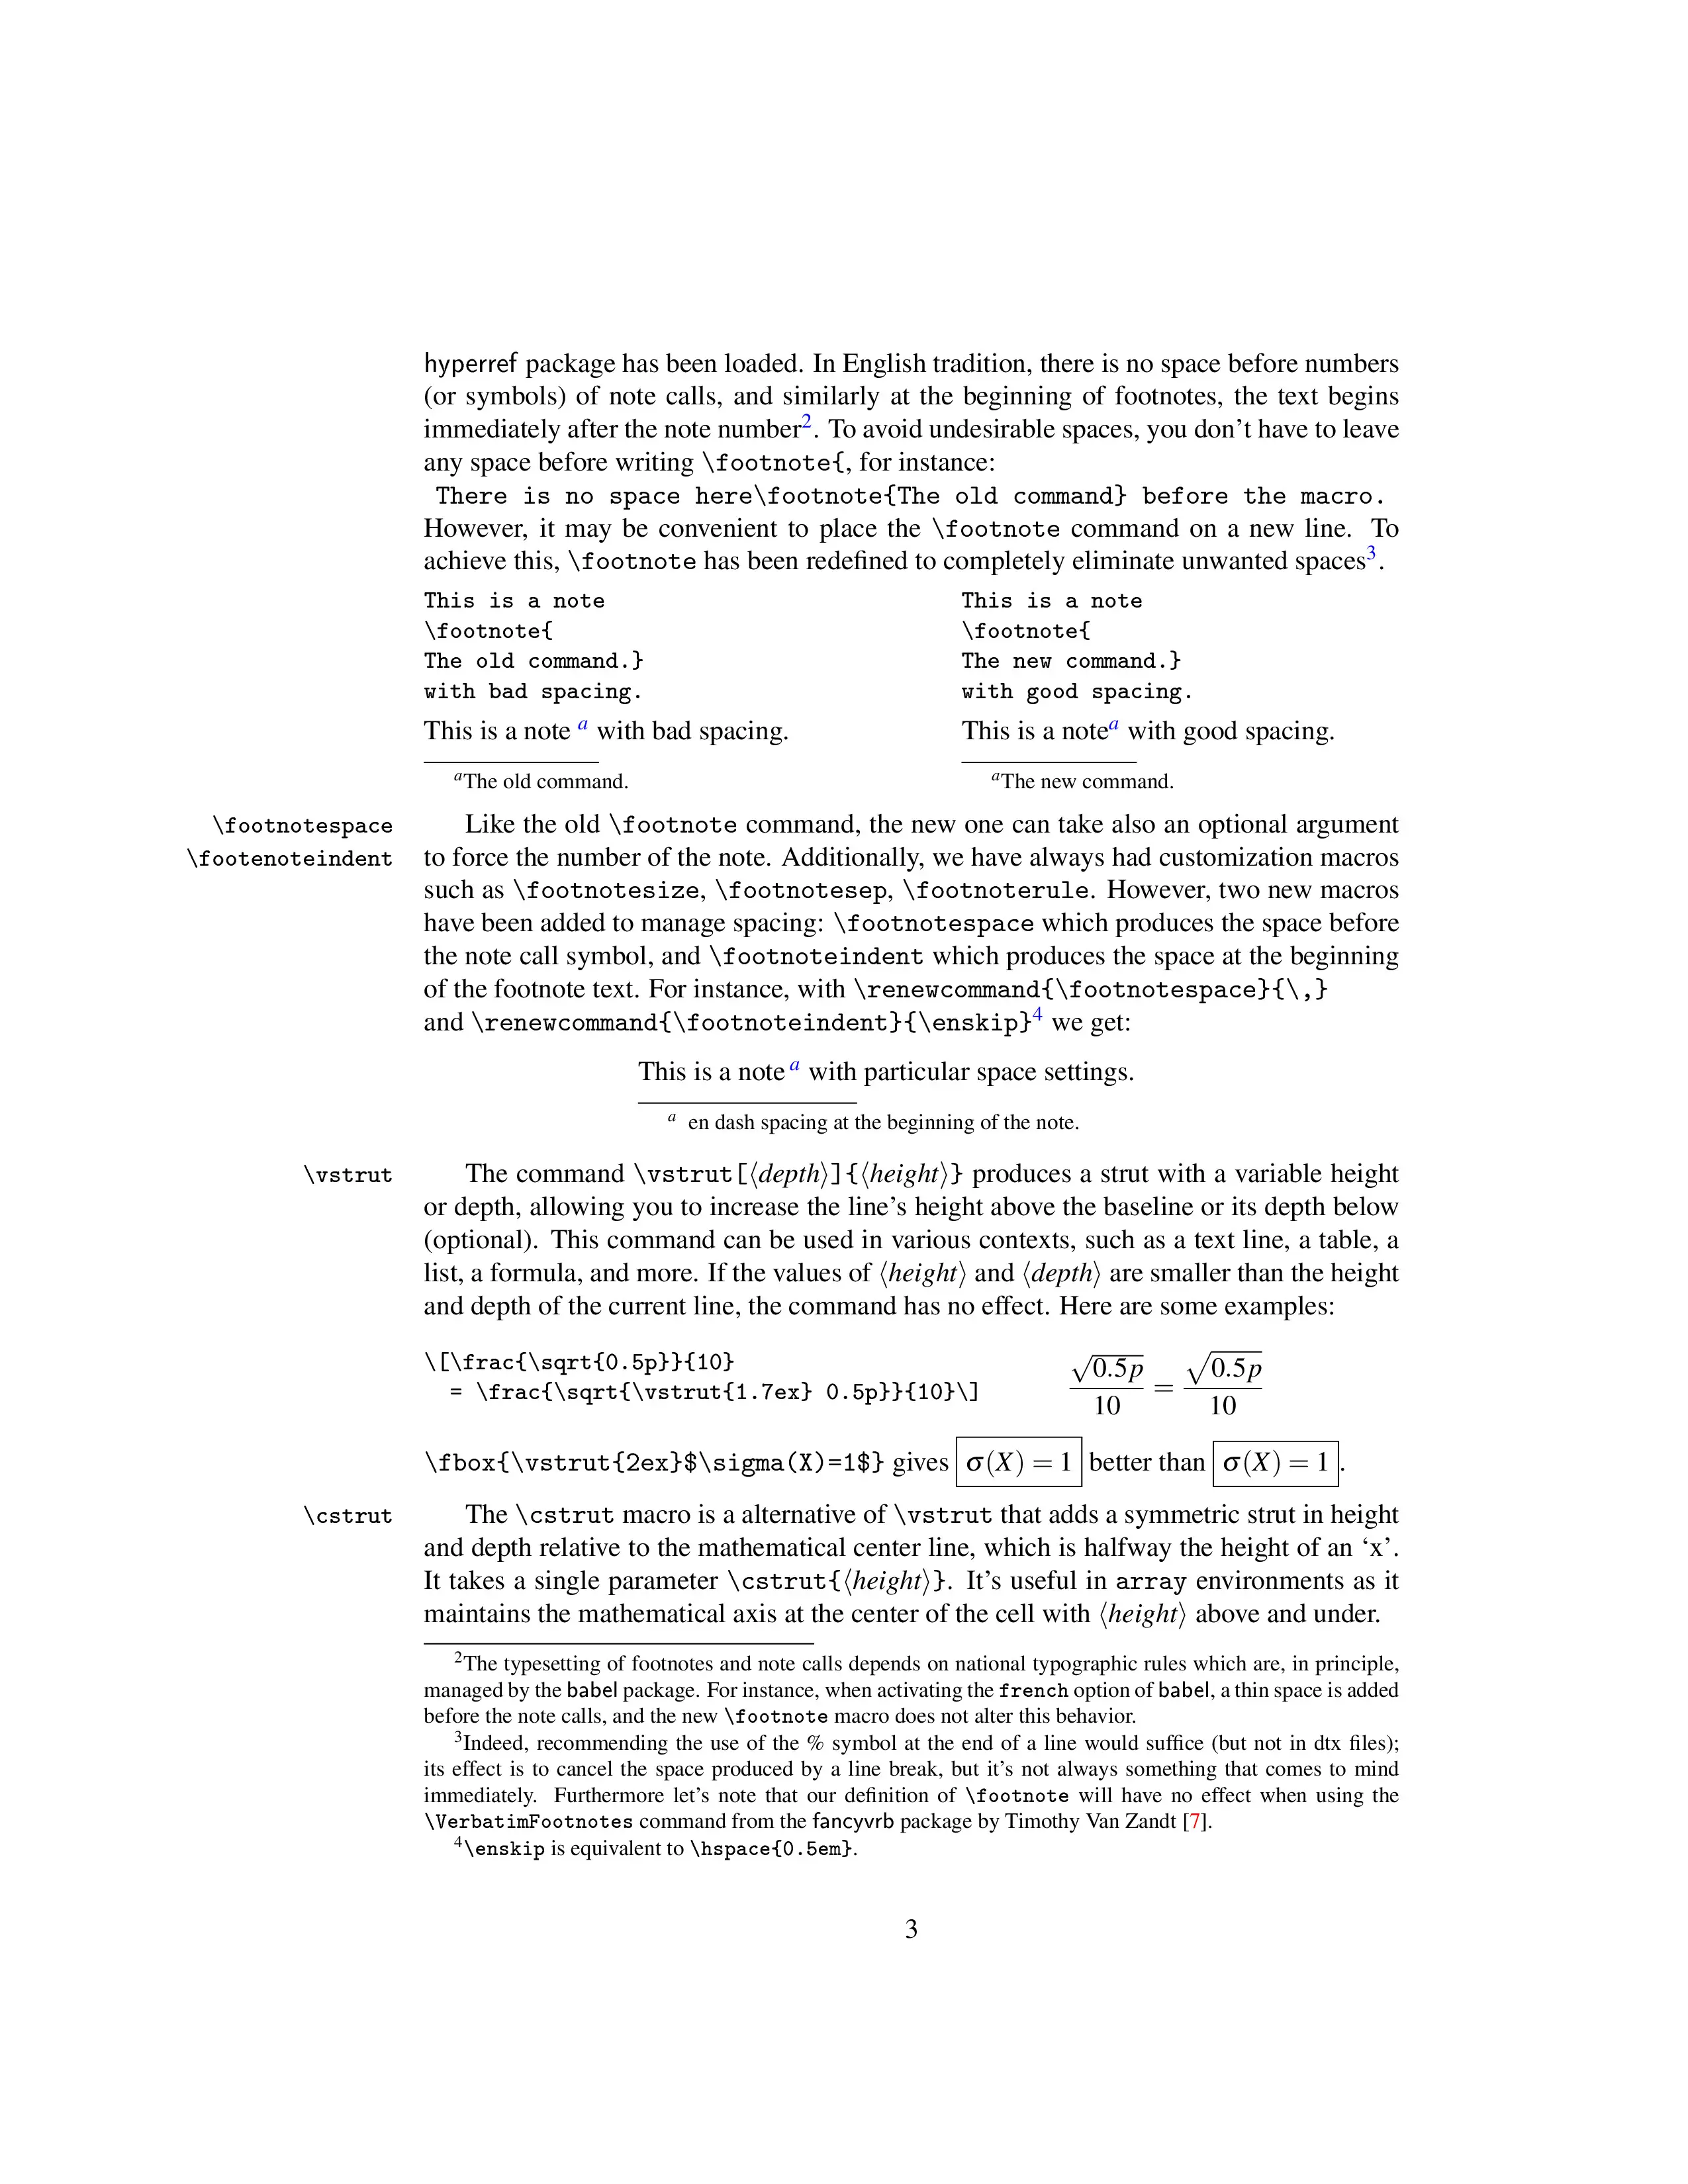 hyperref package has been loaded. In English tradition, there is no space before numbers
(or symbols) of note calls, and similarly at the beginning of footnotes, the text begins
immediately after the note number2. To avoid undesirable spaces, you don't have to leave
any space before writing \footnote{, for instance:
There is no space here\footnote{The old command} before the macro.
However, it may be convenient to place the \footnote command on a new line. To
achieve this, \footnote has been redefined to completely eliminate unwanted spaces3.
This is a note
\footnote{
The old command.}
with bad spacing.
This is a note a with bad spacing.
aThe old command.
This is a note
\footnote{
The new command.}
with good spacing.
This is a notea with good spacing.
aThe new command.
\footnotespace
\footenoteindent
Like the old \footnote command, the new one can take also an optional argument
to force the number of the note. Additionally, we have always had customization macros
such as \footnotesize, \footnotesep, \footnoterule. However, two new macros
have been added to manage spacing: \footnotespace which produces the space before
the note call symbol, and \footnoteindent which produces the space at the beginning
of the footnote text. For instance, with \renewcommand{\footnotespace}{\,}
and \renewcommand{\footnoteindent}{\enskip}4 we get:
This is a note a with particular space settings.
a en dash spacing at the beginning of the note.
\vstrut
The command \vstrut[⟨depth⟩]{⟨height⟩} produces a strut with a variable height
or depth, allowing you to increase the line's height above the baseline or its depth below
(optional). This command can be used in various contexts, such as a text line, a table, a
list, a formula, and more. If the values of ⟨height⟩ and ⟨depth⟩ are smaller than the height
and depth of the current line, the command has no effect. Here are some examples:
\[\frac{\sqrt{0.5p}}{10}
= \frac{\sqrt{\vstrut{1.7ex} 0.5p}}{10}\]
√0.5p/10 = √0.5p/10
\fbox{\vstrut{2ex}$\sigma(X)=1$} gives σ(X) = 1 better than σ(X) = 1.
\cstrut
The \cstrut macro is a alternative of \vstrut that adds a symmetric strut in height
and depth relative to the mathematical center line, which is halfway the height of an ‘x’.
It takes a single parameter \cstrut{⟨height⟩}. It's useful in array environments as it
maintains the mathematical axis at the center of the cell with ⟨height⟩ above and under.
2The typesetting of footnotes and note calls depends on national typographic rules which are, in principle,
managed by the babel package. For instance, when activating the french option of babel, a thin space is added
before the note calls, and the new \footnote macro does not alter this behavior.
3Indeed, recommending the use of the % symbol at the end of a line would suffice (but not in dtx files);
its effect is to cancel the space produced by a line break, but it's not always something that comes to mind
immediately. Furthermore let's note that our definition of \footnote will have no effect when using the
\VerbatimFootnotes command from the fancyvrb package by Timothy Van Zandt [7].
4\enskip is equivalent to \hspace{0.5em}.
3